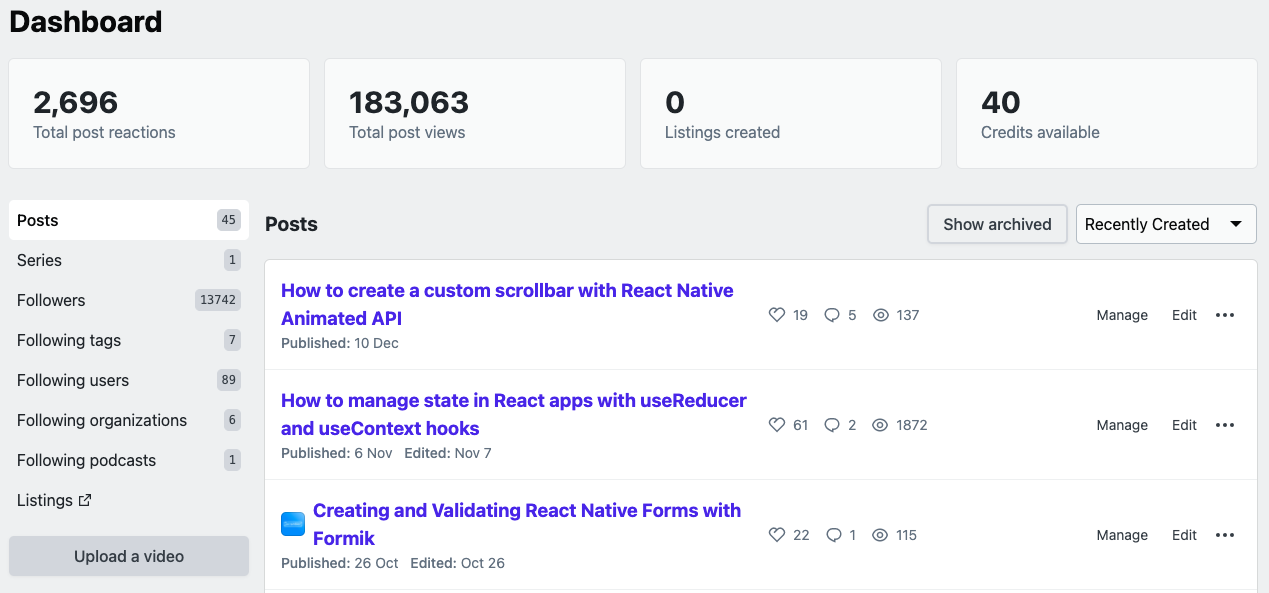 Dashboard
2,696
Total post reactions
183,063
Total post views
0
Listings created
40
Credits available
Posts 45
Series 1
Followers 13742
Following tags 7
Following users 89
Following organizations 6
Following podcasts 1
Listings
Upload a video
Posts
Show archived
Recently Created
How to create a custom scrollbar with React Native
Animated API
Published: 10 Dec
19 5 137
Manage Edit
How to manage state in React apps with useReducer
and useContext hooks
Published: 6 Nov Edited: Nov 7
61 2 1872
Manage Edit
Creating and Validating React Native Forms with
Formik
Published: 26 Oct Edited: Oct 26
22 1 115
Manage Edit